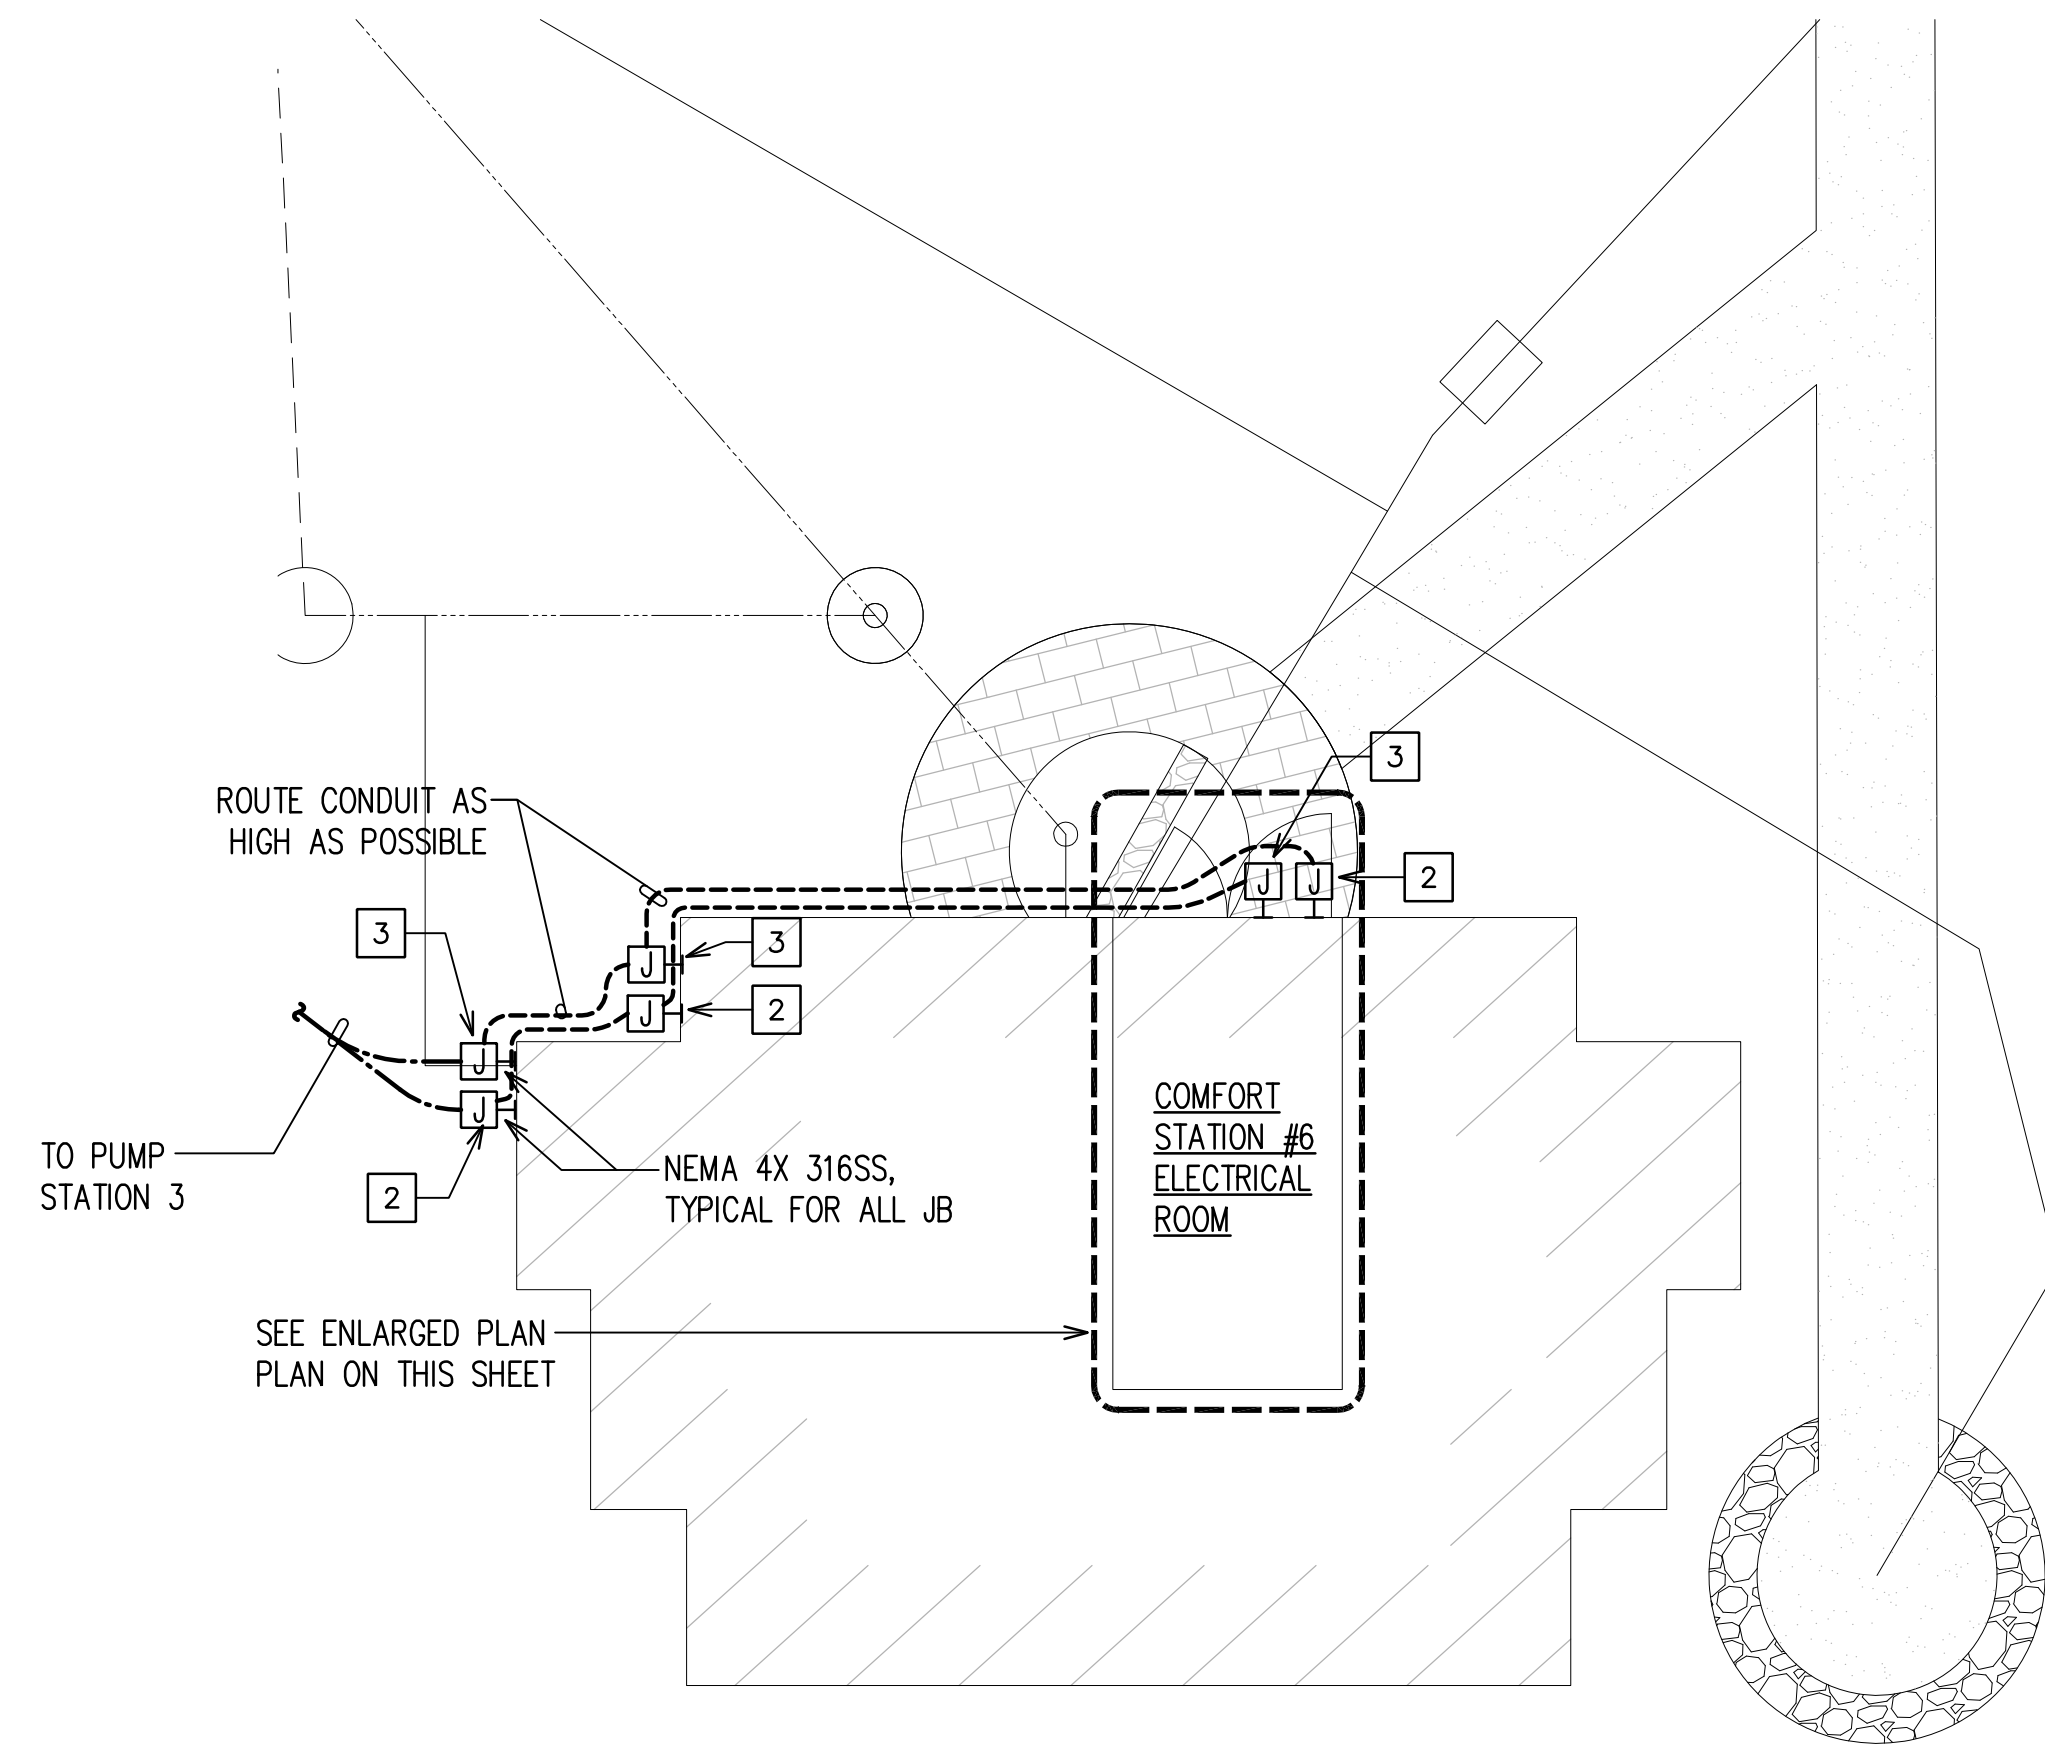 3
2
ROUTE CONDUIT AS
HIGH AS POSSIBLE
J
J
3
3
J
2
J
J
J
TO PUMP
STATION 3
2
NEMA 4X 316SS,
TYPICAL FOR ALL JB
COMFORT
STATION #6
ELECTRICAL
ROOM
SEE ENLARGED PLAN
PLAN ON THIS SHEET